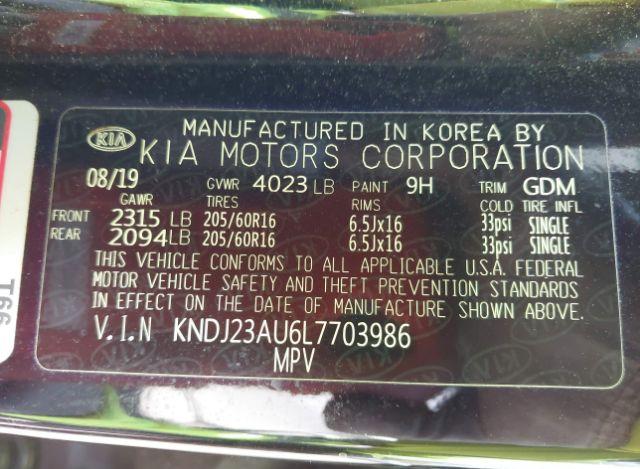 MANUFACTURED IN KOREA BY
KIA KIA MOTORS CORPORATION
08/19 GVWR 4023 LB PAINT 9H TRIM GDM
GAWR TIRES RIMS COLD TIRE INFL
FRONT 2315 LB 205/60R16 6.5Jx16 33psi SINGLE
REAR 2094LB 205/60R16 6.5Jx16 33psi SINGLE
THIS VEHICLE CONFORMS TO ALL APPLICABLE U.S.A. FEDERAL
MOTOR VEHICLE SAFETY AND THEFT PREVENTION STANDARDS
IN EFFECT ON THE DATE OF MANUFACTURE SHOWN ABOVE.
V.I.N KNDJ23AU6L7703986
MPV